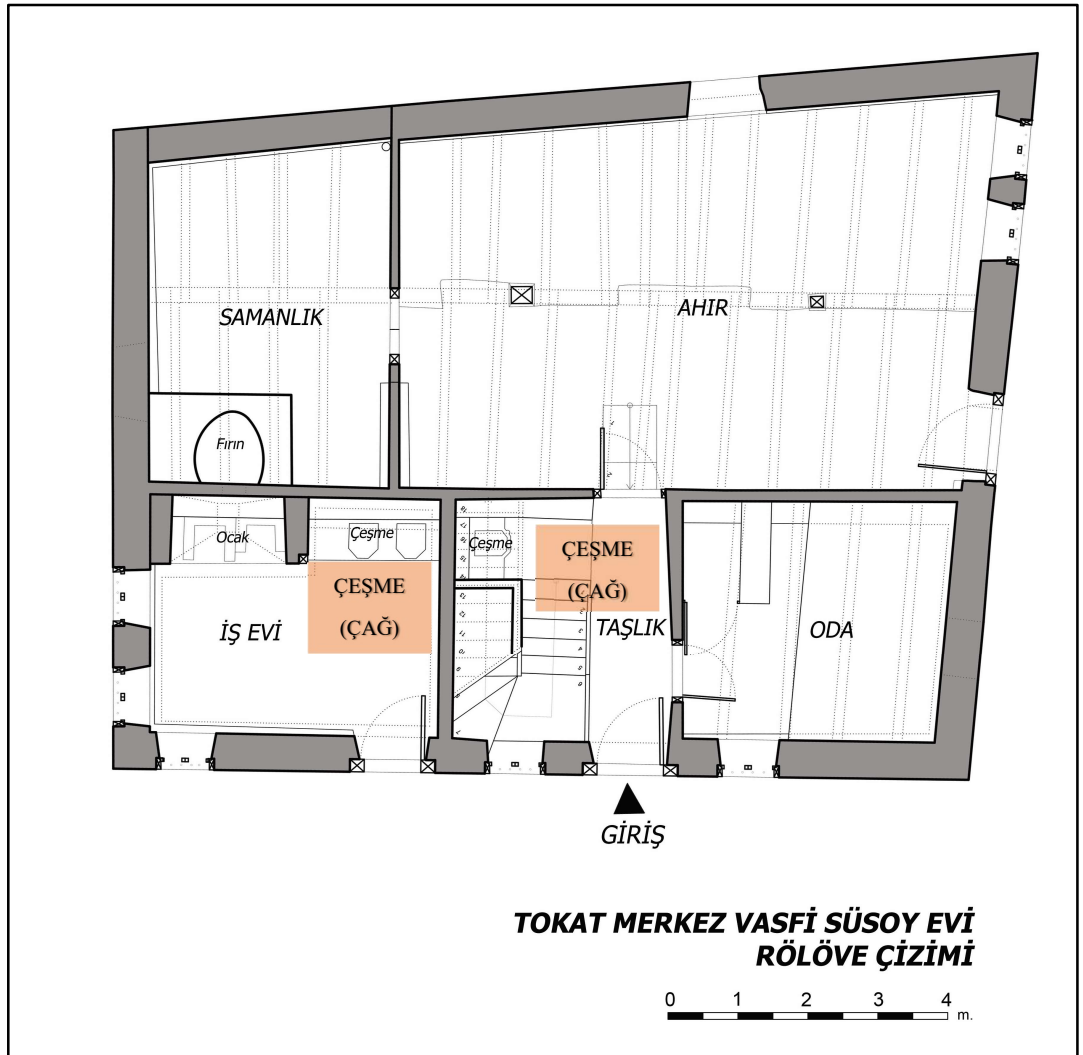 SAMANLIK
AHIR
Fırın
Ocak
Çeşme
Çeşme
ÇEŞME
(ÇAĞ)
ÇEŞME
(ÇAĞ)
İŞ EVİ
TAŞLIK
ODA
GİRİŞ
TOKAT MERKEZ VASFİ SÜSOY EVİ
RÖLÖVE ÇİZİMİ
0 1 2 3 4
m.